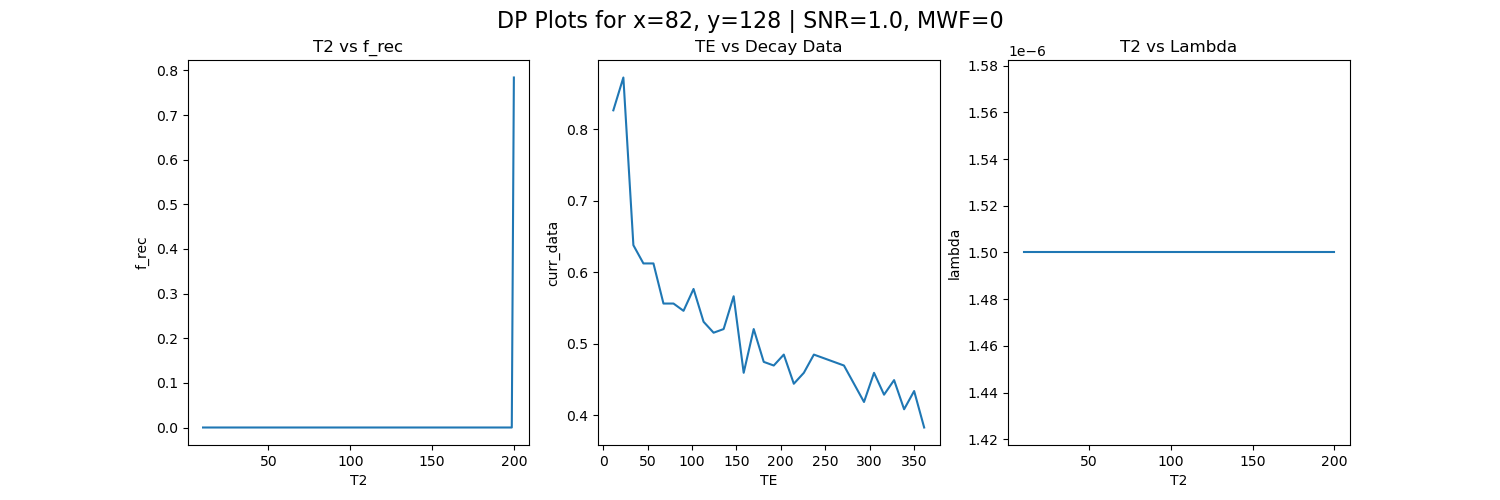 DP Plots for x=82, y=128 | SNR=1.0, MWF=0
T2 vs f_rec
0.8
0.7
0.6
0.5
0.4
0.3
0.2
0.1
0.0
f_rec
50 100 150 200
T2
TE vs Decay Data
0.8
0.7
0.6
0.5
0.4
curr_data
0 50 100 150 200 250 300 350
TE
T2 vs Lambda
1e−6
1.58
1.56
1.54
1.52
1.50
1.48
1.46
1.44
1.42
lambda
50 100 150 200
T2